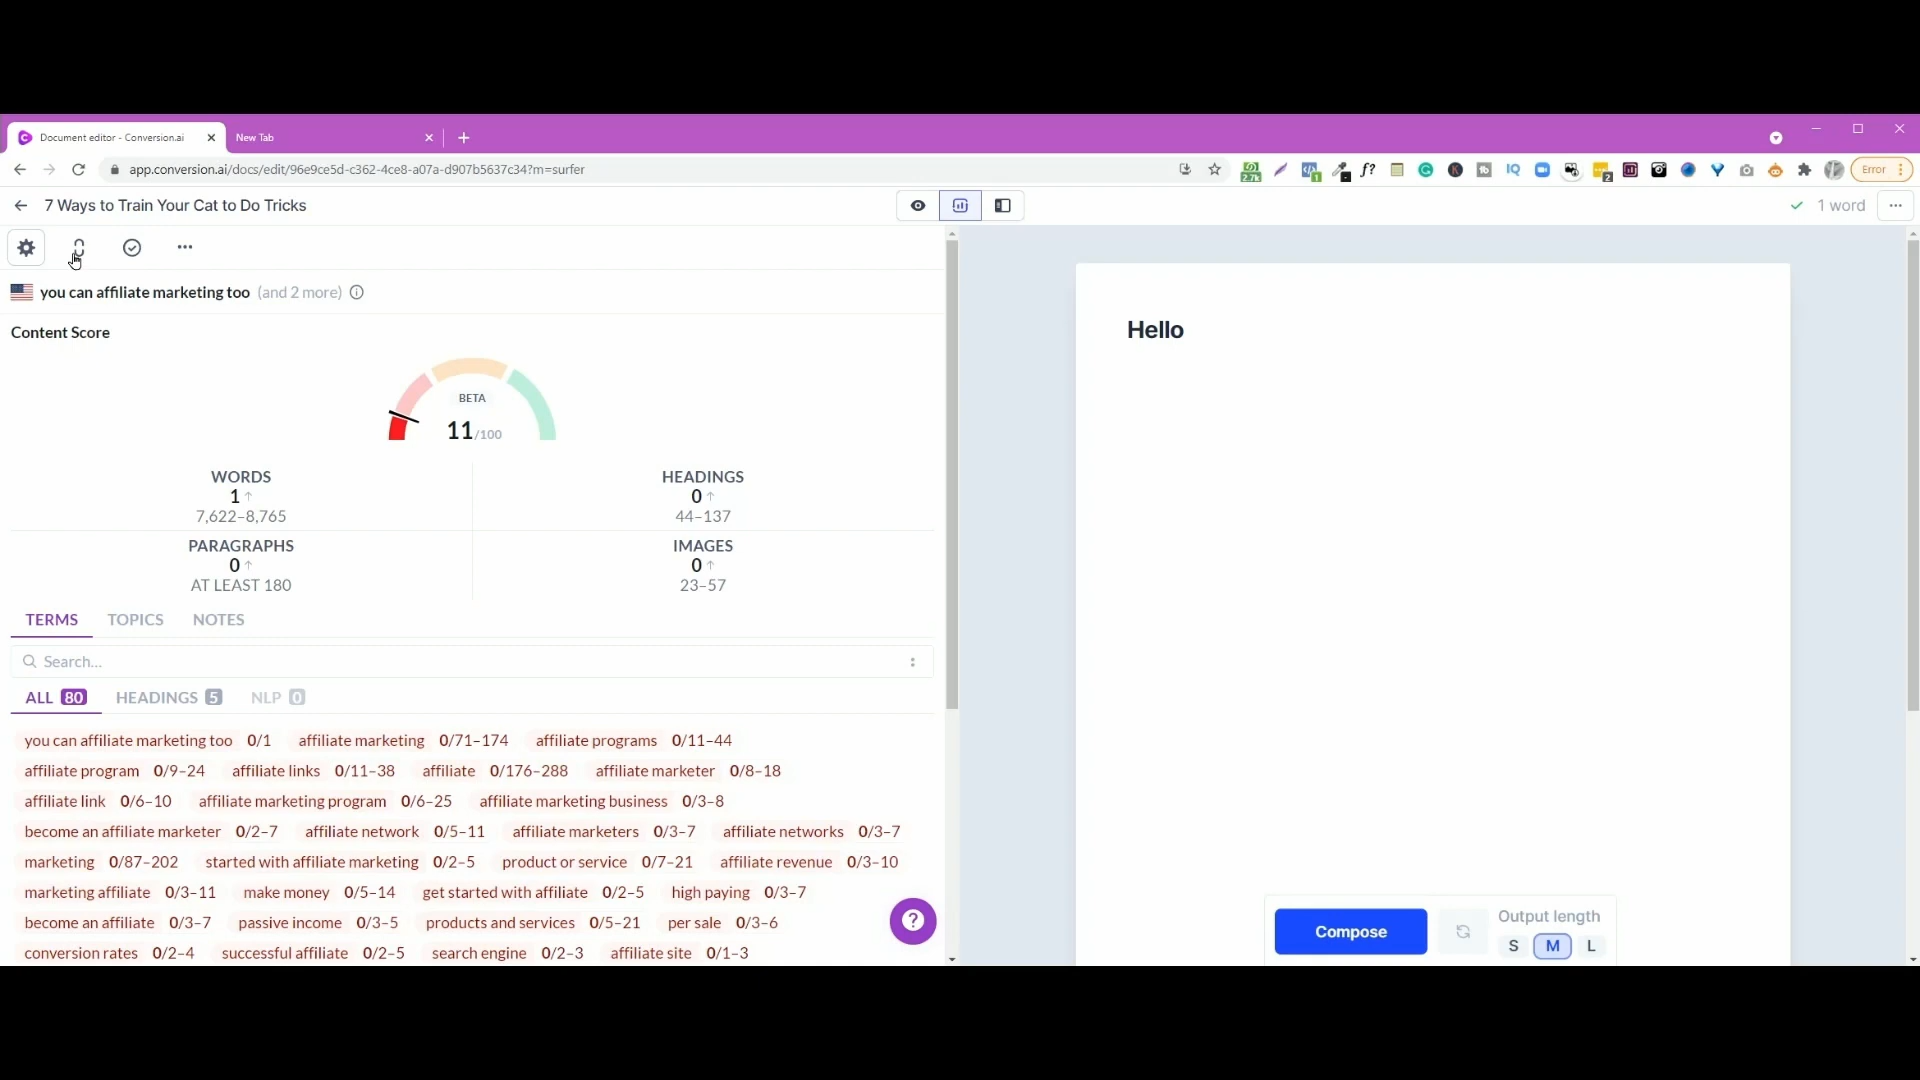 Document editor - Conversion.ai
New Tab
app.conversion.ai/docs/edit/96e9ce5d-c362-4ce8-a07a-d907b5637c34?m=surfer
2.7k
1
f?
IQ
2
Error
7 Ways to Train Your Cat to Do Tricks
1 word
you can affiliate marketing too (and 2 more)
Content Score
BETA
11/100
WORDS
1 ↑
7,622–8,765
HEADINGS
0 ↑
44–137
PARAGRAPHS
0 ↑
AT LEAST 180
IMAGES
0 ↑
23–57
TERMS TOPICS NOTES
Search...
ALL 80 HEADINGS 5 NLP 0
you can affiliate marketing too 0/1 affiliate marketing 0/71–174 affiliate programs 0/11–44
affiliate program 0/9–24 affiliate links 0/11–38 affiliate 0/176–288 affiliate marketer 0/8–18
affiliate link 0/6–10 affiliate marketing program 0/6–25 affiliate marketing business 0/3–8
become an affiliate marketer 0/2–7 affiliate network 0/5–11 affiliate marketers 0/3–7 affiliate networks 0/3–7
marketing 0/87–202 started with affiliate marketing 0/2–5 product or service 0/7–21 affiliate revenue 0/3–10
marketing affiliate 0/3–11 make money 0/5–14 get started with affiliate 0/2–5 high paying 0/3–7
become an affiliate 0/3–7 passive income 0/3–5 products and services 0/5–21 per sale 0/3–6
conversion rates 0/2–4 successful affiliate 0/2–5 search engine 0/2–3 affiliate site 0/1–3
?
Hello
Compose
Output length
S M L